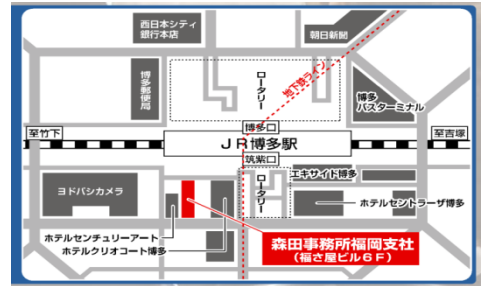 西日本シティ
銀行本店
朝日新聞
博多郵便局
ロータリー
地下鉄ライン
博多
バスターミナル
至竹下
博多口
JR博多駅
至吉塚
筑紫口
ヨドバシカメラ
ロータリー
エキサイド博多
ホテルセントラーザ博多
ホテルセンチュリーアート
ホテルクリオコート博多
森田事務所福岡支社
(福さ屋ビル6F)